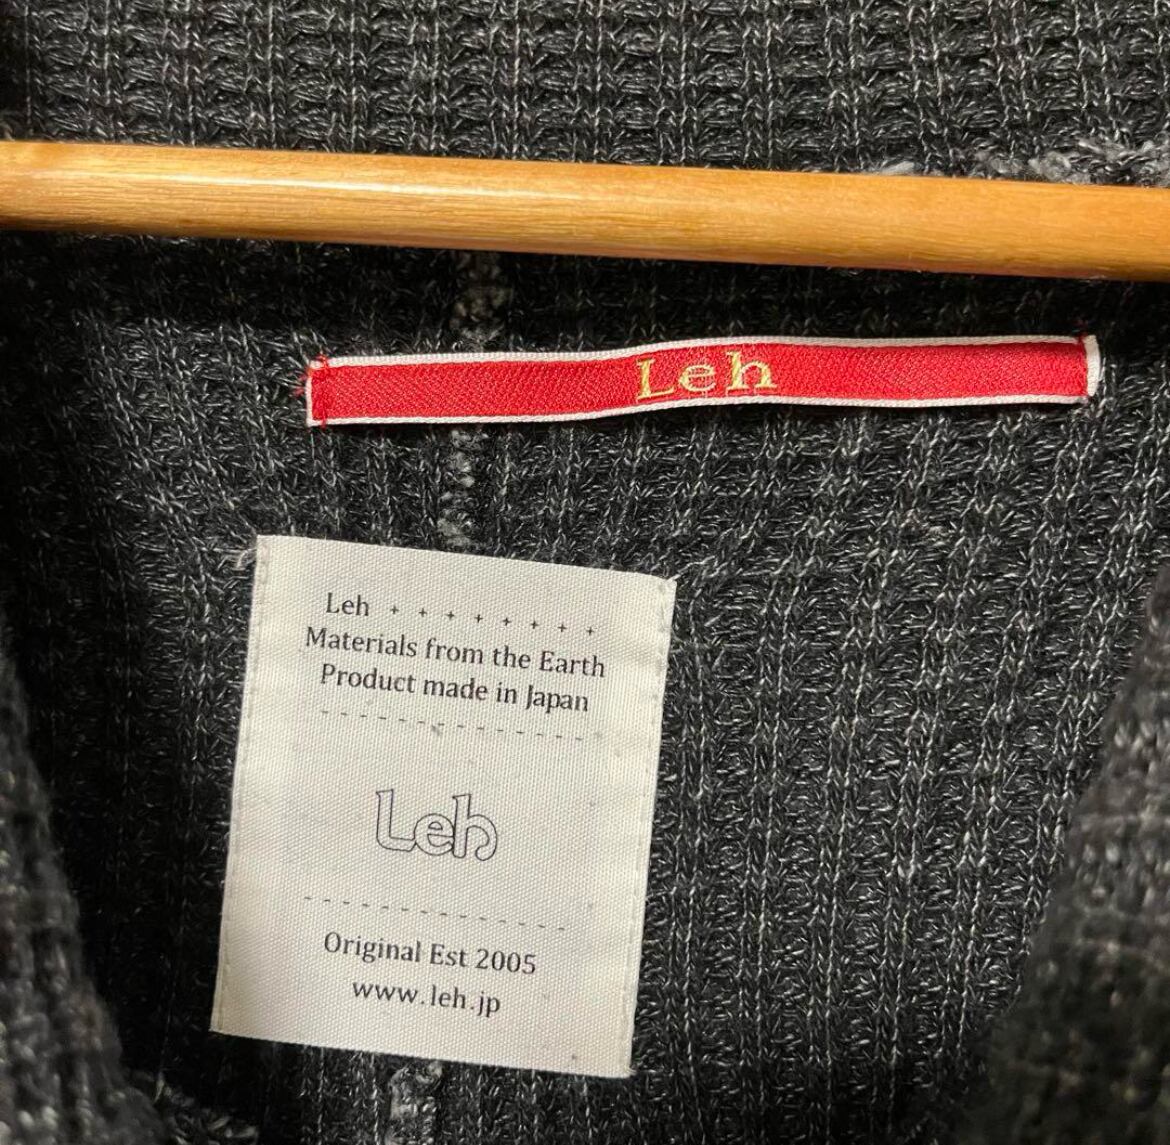 Leh
Leh + + + + + + + +
Materials from the Earth
Product made in Japan
Leh
Original Est 2005
www.leh.jp